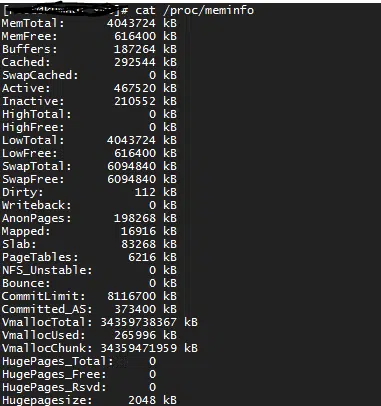 [ ]# cat /proc/meminfo
MemTotal: 4043724 kB
MemFree: 616400 kB
Buffers: 187264 kB
Cached: 292544 kB
SwapCached: 0 kB
Active: 467520 kB
Inactive: 210552 kB
HighTotal: 0 kB
HighFree: 0 kB
LowTotal: 4043724 kB
LowFree: 616400 kB
SwapTotal: 6094840 kB
SwapFree: 6094840 kB
Dirty: 112 kB
Writeback: 0 kB
AnonPages: 198268 kB
Mapped: 16916 kB
Slab: 83268 kB
PageTables: 6216 kB
NFS_Unstable: 0 kB
Bounce: 0 kB
CommitLimit: 8116700 kB
Committed_AS: 373400 kB
VmallocTotal: 34359738367 kB
VmallocUsed: 265996 kB
VmallocChunk: 34359471959 kB
HugePages_Total: 0
HugePages_Free: 0
HugePages_Rsvd: 0
Hugepagesize: 2048 kB